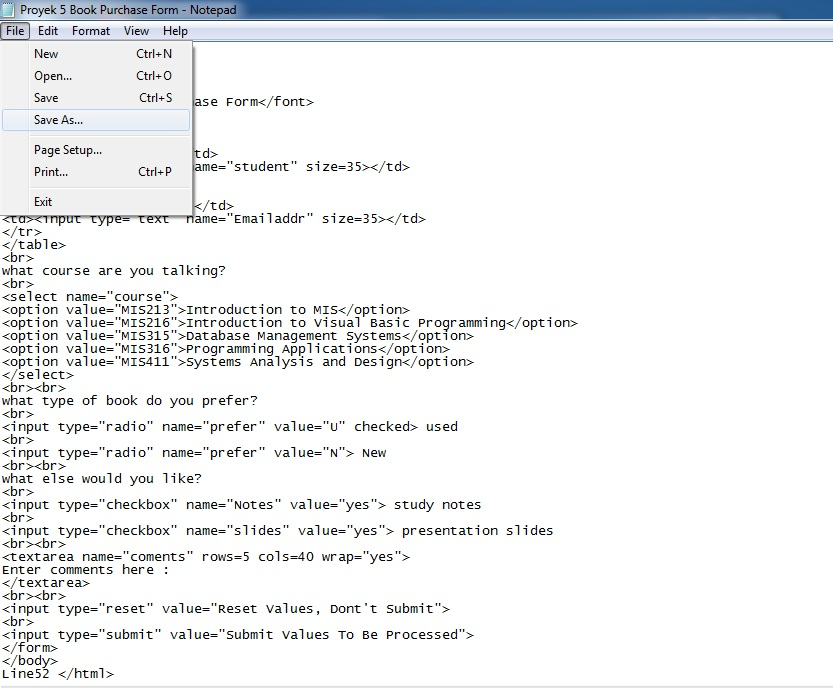 Proyek 5 Book Purchase Form - Notepad
File Edit Format View Help
New Ctrl+N
Open... Ctrl+O
Save Ctrl+S
Save As...
Page Setup...
Print... Ctrl+P
Exit
ase Form</font>
td>
ame="student" size=35></td>
</td>
<td><input type="text" name="Emailaddr" size=35></td>
</tr>
</table>
<br>
what course are you talking?
<br>
<select name="course">
<option value="MIS213">Introduction to MIS</option>
<option value="MIS216">Introduction to Visual Basic Programming</option>
<option value="MIS315">Database Management Systems</option>
<option value="MIS316">Programming Applications</option>
<option value="MIS411">Systems Analysis and Design</option>
</select>
<br><br>
what type of book do you prefer?
<br>
<input type="radio" name="prefer" value="U" checked> used
<br>
<input type="radio" name="prefer" value="N"> New
<br><br>
what else would you like?
<br>
<input type="checkbox" name="Notes" value="yes"> study notes
<br>
<input type="checkbox" name="slides" value="yes"> presentation slides
<br><br>
<textarea name="coments" rows=5 cols=40 wrap="yes">
Enter comments here :
</textarea>
<br><br>
<input type="reset" value="Reset Values, Dont't Submit">
<br>
<input type="submit" value="Submit Values To Be Processed">
</form>
</body>
Line52 </html>